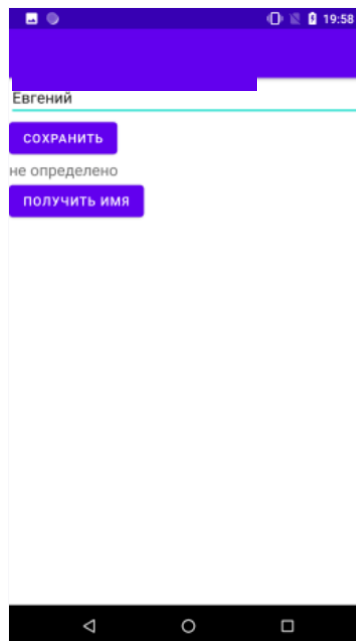 19:58
Евгений
СОХРАНИТЬ
не определено
ПОЛУЧИТЬ ИМЯ